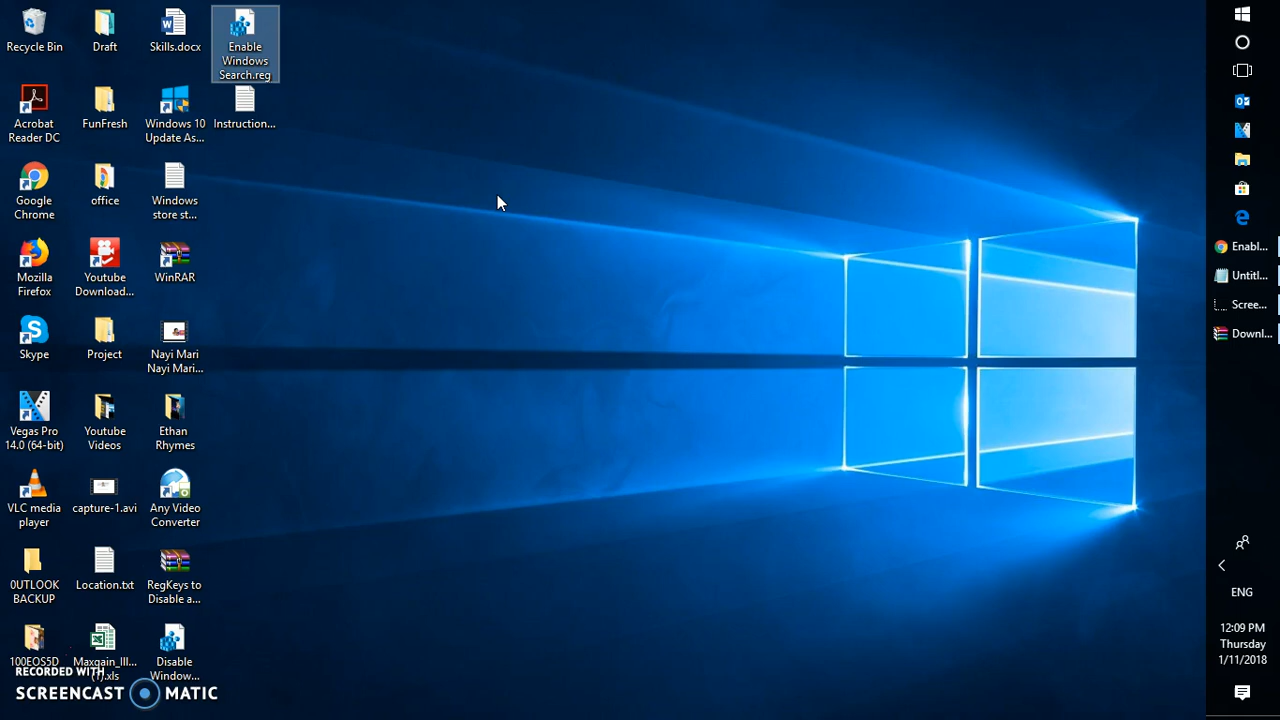 Recycle Bin
Draft
Skills.docx
Enable
Windows
Search.reg
Acrobat
Reader DC
FunFresh
Windows 10
Update As...
Instruction...
Google
Chrome
office
Windows
store st...
Mozilla
Firefox
Youtube
Download...
WinRAR
Skype
Project
Nayi Mari
Nayi Mari...
Vegas Pro
14.0 (64-bit)
Youtube
Videos
Ethan
Rhymes
VLC media
player
capture-1.avi
Any Video
Converter
0UTLOOK
BACKUP
Location.txt
RegKeys to
Disable a...
100EOS5D
Maxgain_III...
(1).xls
Disable
Window...
RECORDED WITH
SCREENCAST MATIC
Enabl...
Untitl...
Scree...
Downl...
ENG
12:09 PM
Thursday
1/11/2018